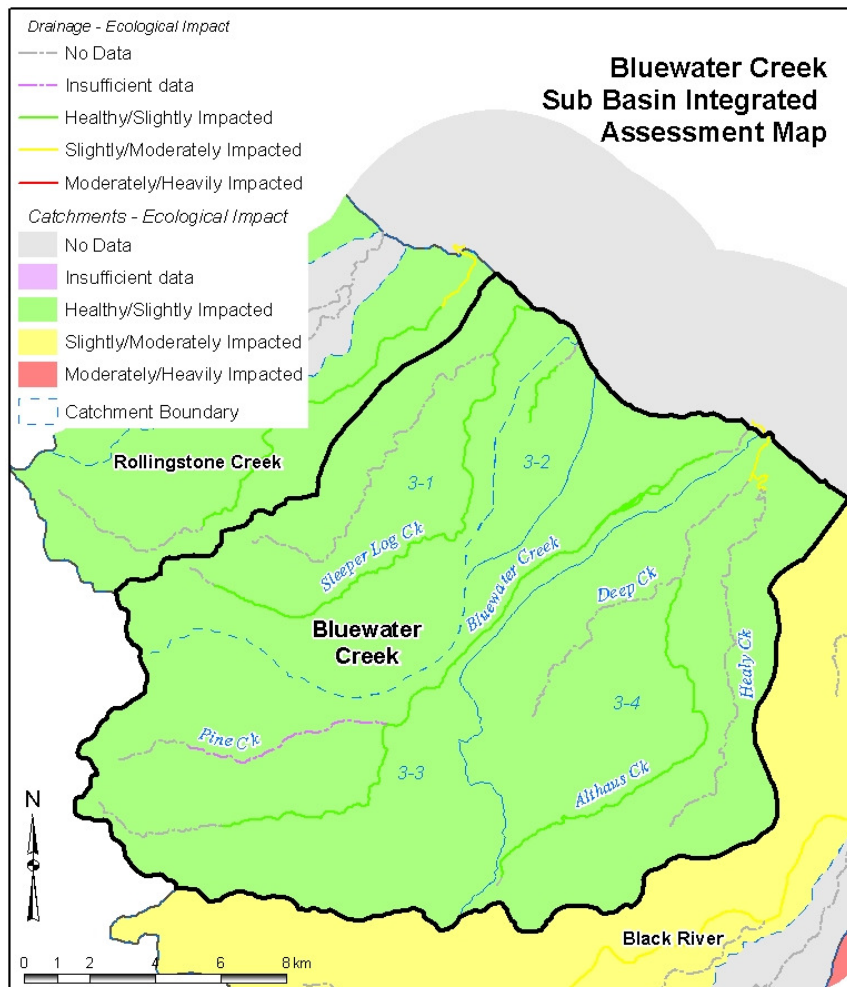 Drainage - Ecological Impact
No Data
Insufficient data
Healthy/Slightly Impacted
Slightly/Moderately Impacted
Moderately/Heavily Impacted
Catchments - Ecological Impact
No Data
Insufficient data
Healthy/Slightly Impacted
Slightly/Moderately Impacted
Moderately/Heavily Impacted
Catchment Boundary
Bluewater Creek
Sub Basin Integrated
Assessment Map
Rollingstone Creek
3-1
3-2
Sleeper Log Ck
Bluewater Creek
Deep Ck
Bluewater
Creek
Healy Ck
3-4
Pine Ck
3-3
Althaus Ck
N
Black River
0 1 2 4 6 8 km